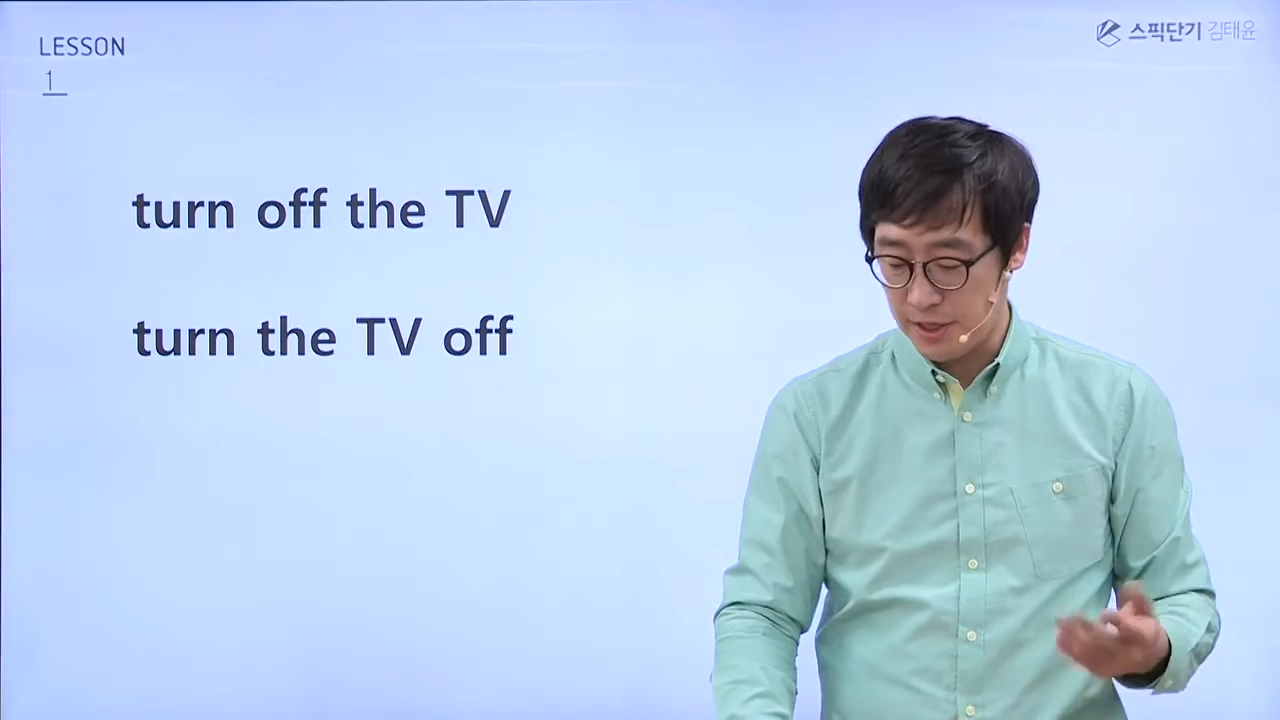 LESSON
1
스픽단기 김태윤
turn off the TV
turn the TV off